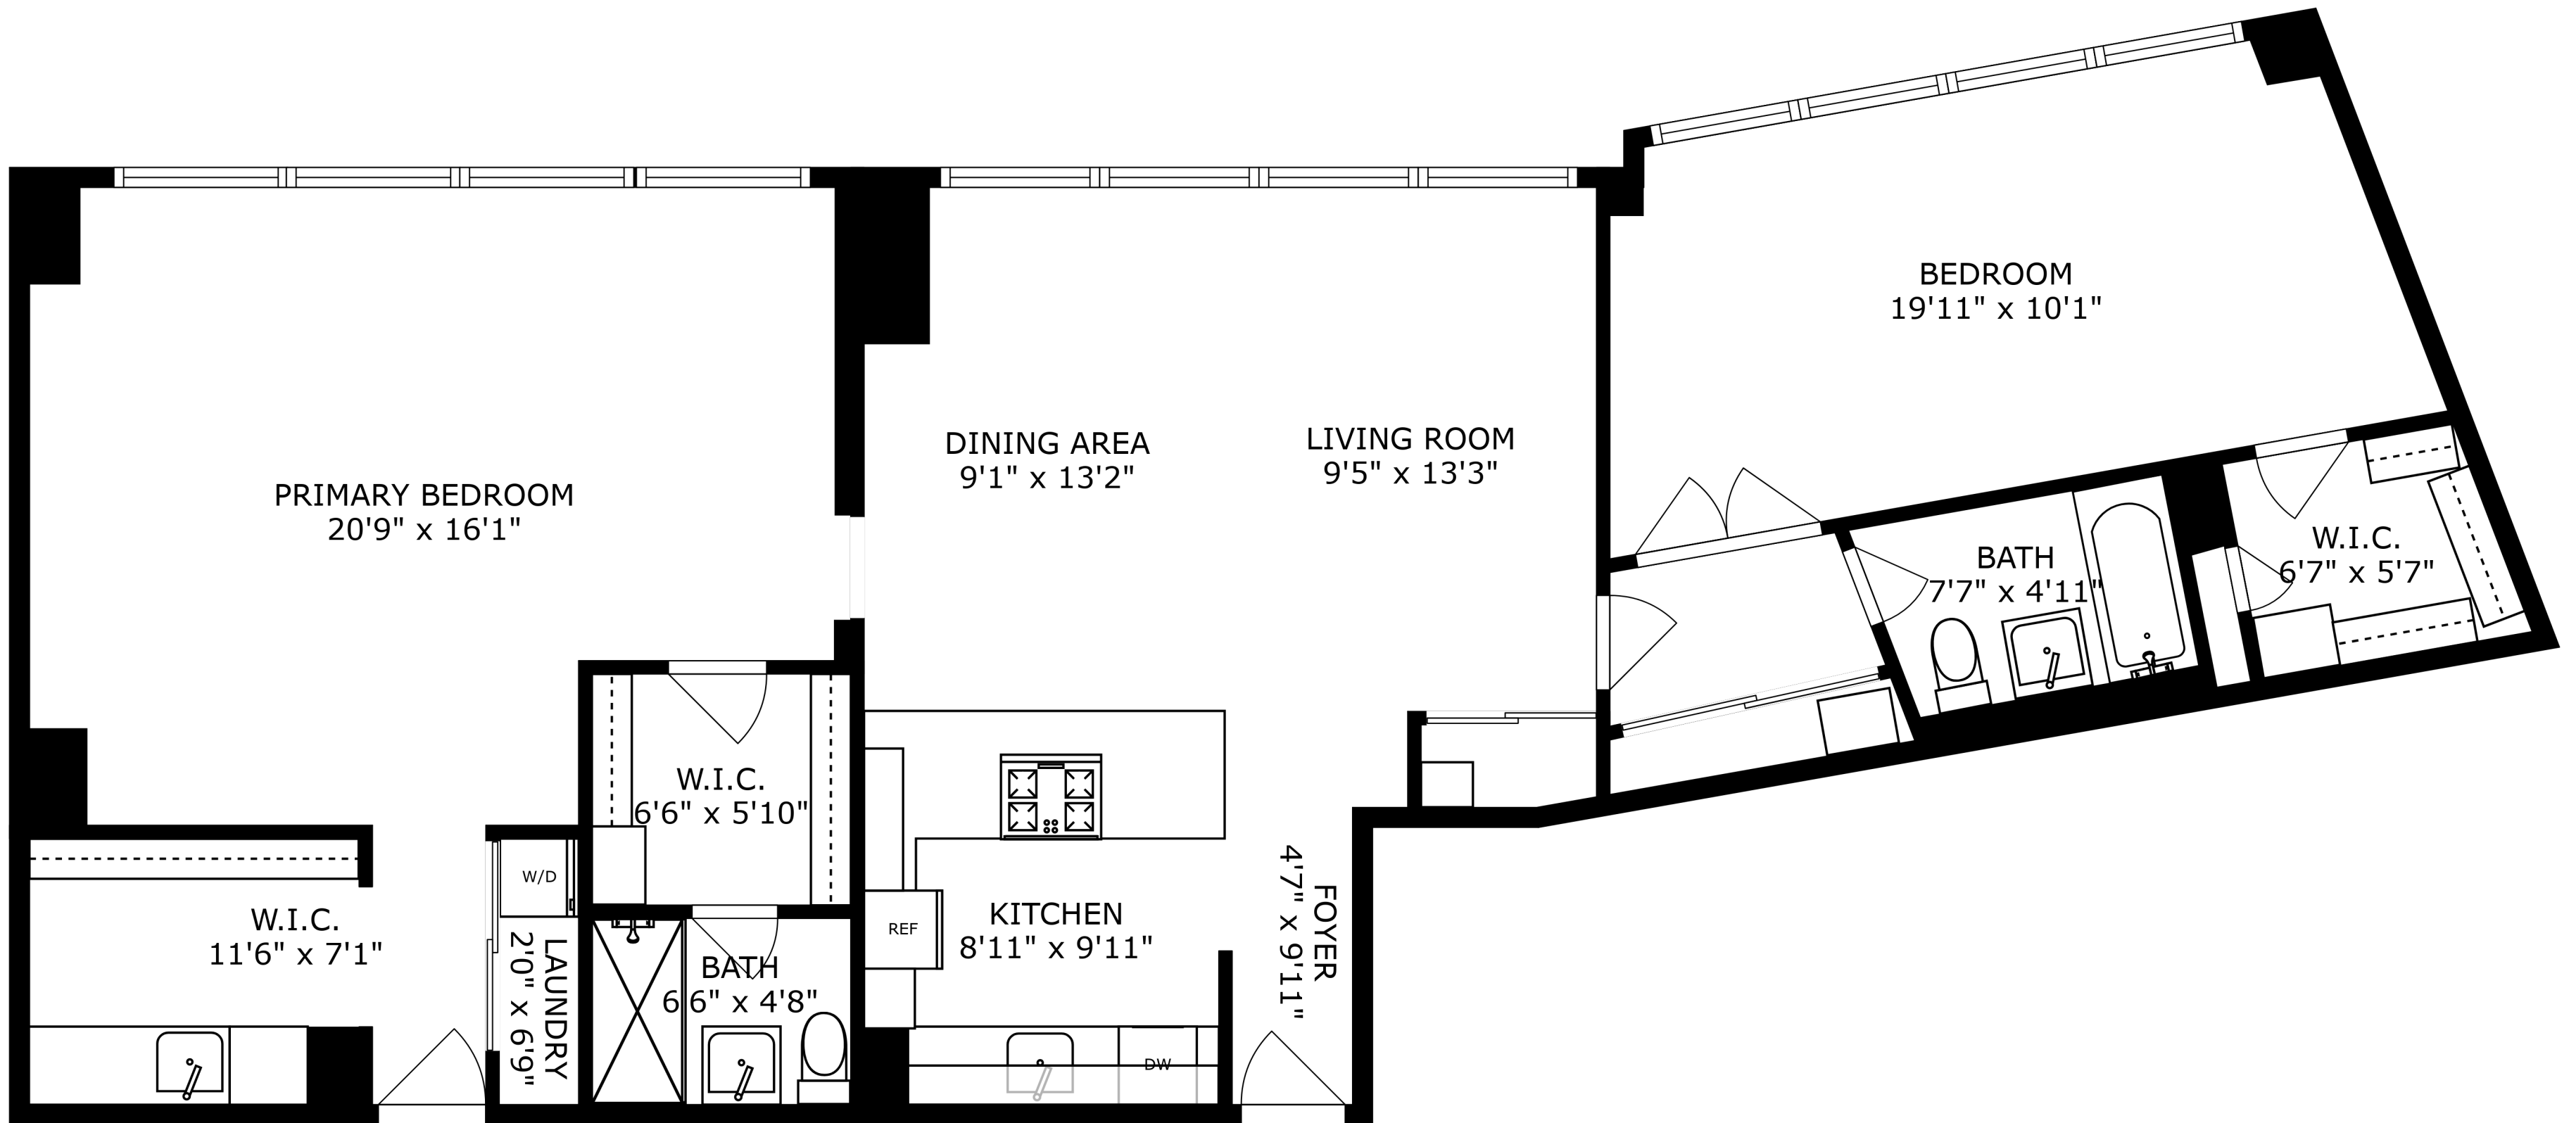 BEDROOM
19'11" x 10'1"
DINING AREA
9'1" x 13'2"
LIVING ROOM
9'5" x 13'3"
PRIMARY BEDROOM
20'9" x 16'1"
BATH
7'7" x 4'11"
W.I.C.
6'7" x 5'7"
W.I.C.
6'6" x 5'10"
W/D
W.I.C.
11'6" x 7'1"
LAUNDRY
2'0" x 6'9"
BATH
6'6" x 4'8"
REF
KITCHEN
8'11" x 9'11"
DW
FOYER
4'7" x 9'11"